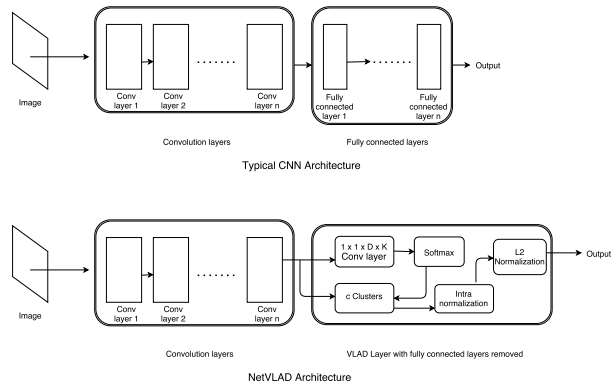 Image
Conv
layer 1
Conv
layer 2
Conv
layer n
Fully
connected
layer 1
Fully
connected
layer n
Output
Convolution layers
Fully connected layers
Typical CNN Architecture
Image
Conv
layer 1
Conv
layer 2
Conv
layer n
1 x 1 x D x K
Conv layer
Softmax
L2
Normalization
Output
c Clusters
Intra
normalization
Convolution layers
VLAD Layer with fully connected layers removed
NetVLAD Architecture